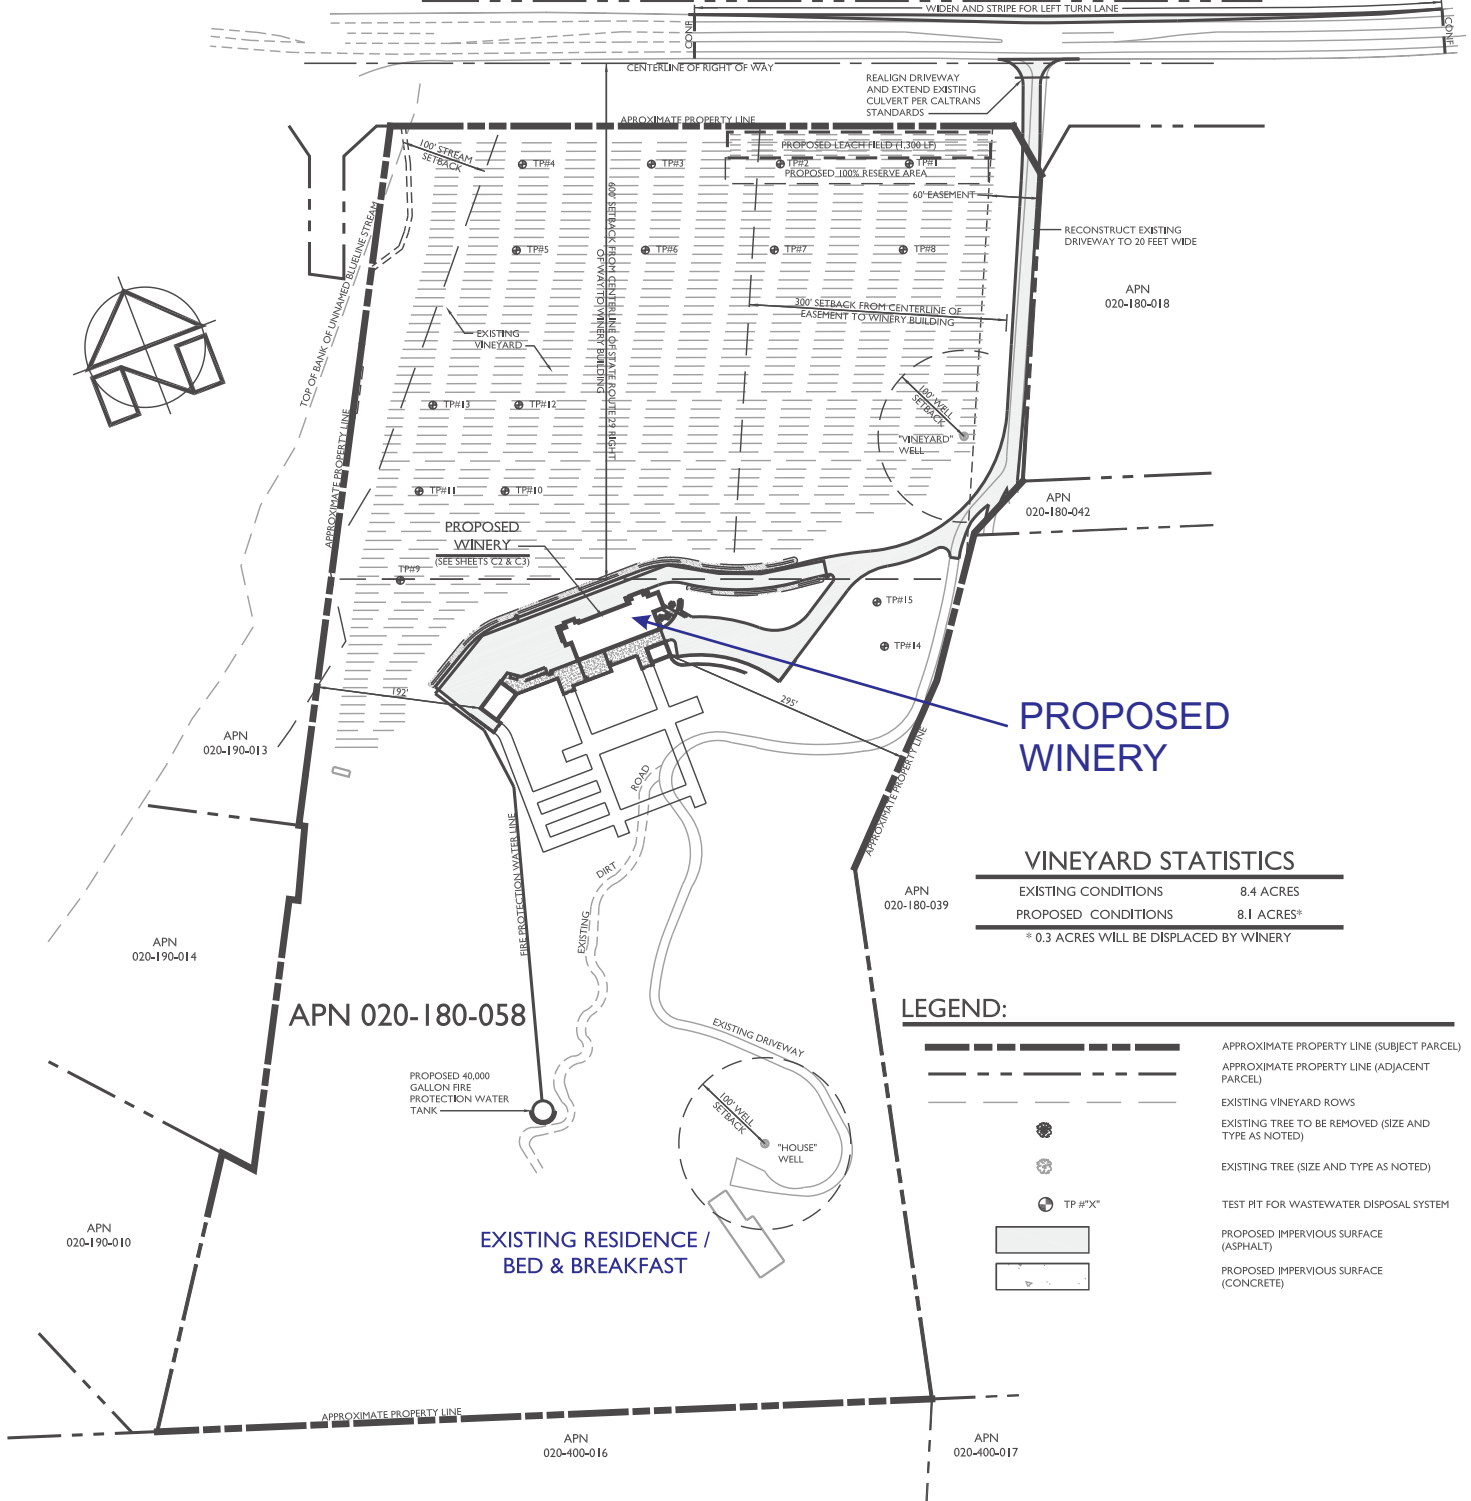 WIDEN AND STRIPE FOR LEFT TURN LANE
CONF
CONF
CENTERLINE OF RIGHT OF WAY
REALIGN DRIVEWAY
AND EXTEND EXISTING
CULVERT PER CALTRANS
STANDARDS
APROXIMATE PROPERTY LINE
100' STREAM
SETBACK
PROPOSED LEACH FIELD (1,300 LF)
TP#4
TP#3
TP#2
TP#1
PROPOSED 100% RESERVE AREA
60' EASEMENT
600' SETBACK FROM CENTERLINE OF STATE ROUTE 29 RIGHT
OF WAY TO WINERY BUILDING
RECONSTRUCT EXISTING
DRIVEWAY TO 20 FEET WIDE
TP#5
TP#6
TP#7
TP#8
TOP OF BANK OF UNNAMED BLUELINE STREAM
APN
020-180-018
300' SETBACK FROM CENTERLINE OF
EASEMENT TO WINERY BUILDING
EXISTING
VINEYARD
N
100' WELL
SETBACK
TP#13
TP#12
"VINEYARD"
WELL
APPROXIMATE PROPERTY LINE
TP#11
TP#10
APN
020-180-042
PROPOSED
WINERY
(SEE SHEETS C2 & C3)
TP#9
TP#15
TP#14
192'
295'
PROPOSED
WINERY
APN
020-190-013
ROAD
APPROXIMATE PROPERTY LINE
FIRE PROTECTION WATER LINE
DIRT
EXISTING
VINEYARD STATISTICS
EXISTING CONDITIONS 8.4 ACRES
PROPOSED CONDITIONS 8.1 ACRES*
* 0.3 ACRES WILL BE DISPLACED BY WINERY
APN
020-180-039
APN
020-190-014
APN 020-180-058
EXISTING DRIVEWAY
PROPOSED 40,000
GALLON FIRE
PROTECTION WATER
TANK
100' WELL
SETBACK
"HOUSE"
WELL
LEGEND:
APPROXIMATE PROPERTY LINE (SUBJECT PARCEL)
APPROXIMATE PROPERTY LINE (ADJACENT
PARCEL)
EXISTING VINEYARD ROWS
EXISTING TREE TO BE REMOVED (SIZE AND
TYPE AS NOTED)
EXISTING TREE (SIZE AND TYPE AS NOTED)
TP #"X"
TEST PIT FOR WASTEWATER DISPOSAL SYSTEM
PROPOSED IMPERVIOUS SURFACE
(ASPHALT)
PROPOSED IMPERVIOUS SURFACE
(CONCRETE)
APN
020-190-010
EXISTING RESIDENCE /
BED & BREAKFAST
APPROXIMATE PROPERTY LINE
APN
020-400-016
APN
020-400-017